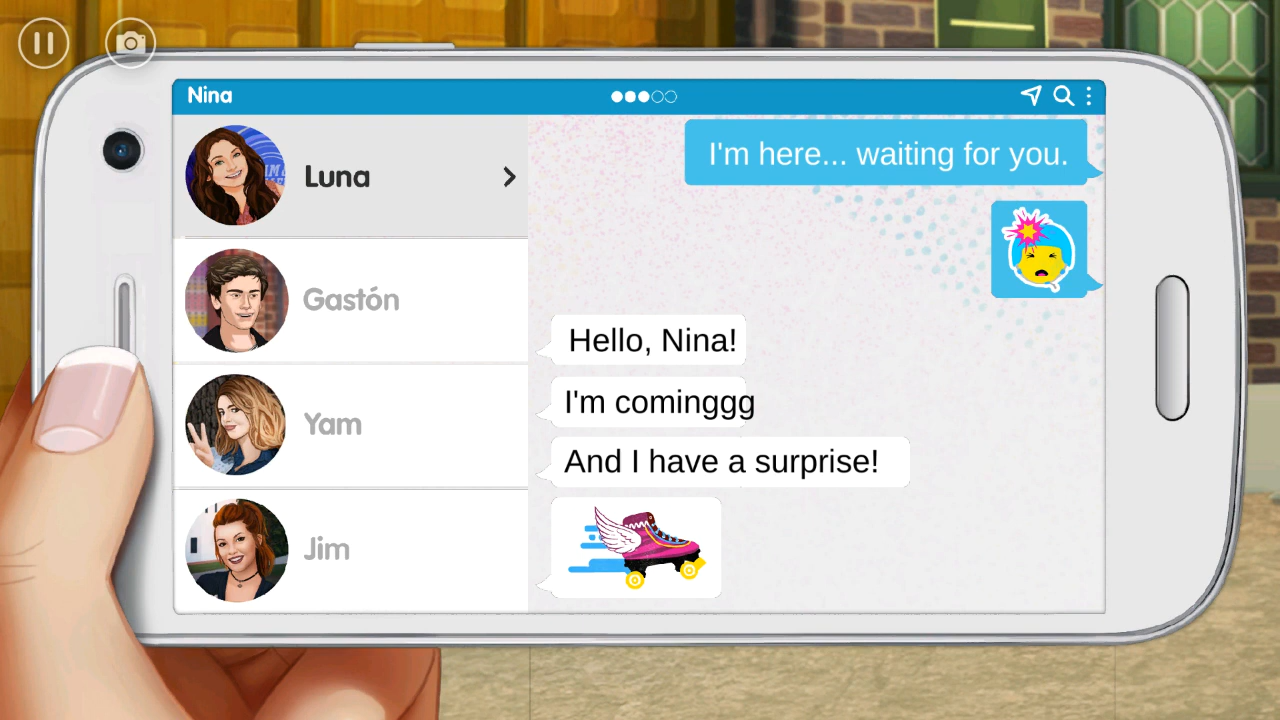 Nina
Luna
Gastón
Yam
Jim
I'm here... waiting for you.
Hello, Nina!
I'm cominggg
And I have a surprise!